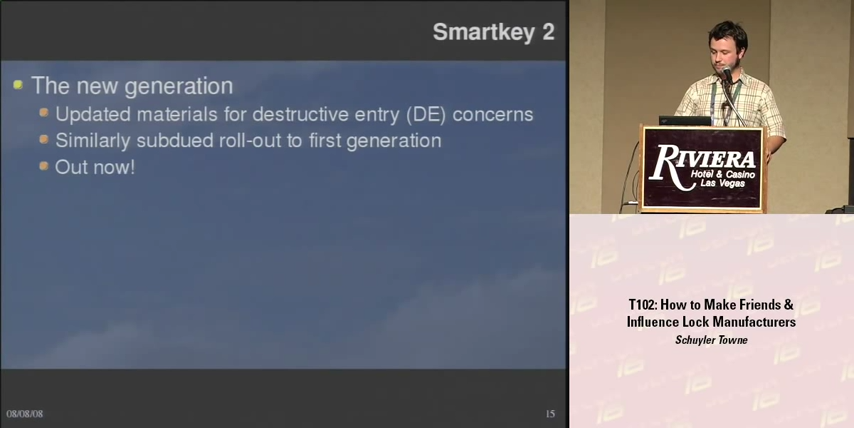 Smartkey 2
The new generation
Updated materials for destructive entry (DE) concerns
Similarly subdued roll-out to first generation
Out now!
08/08/08
15
RIVIERA
Hotel & Casino
Las Vegas
T102: How to Make Friends &
Influence Lock Manufacturers
Schuyler Towne